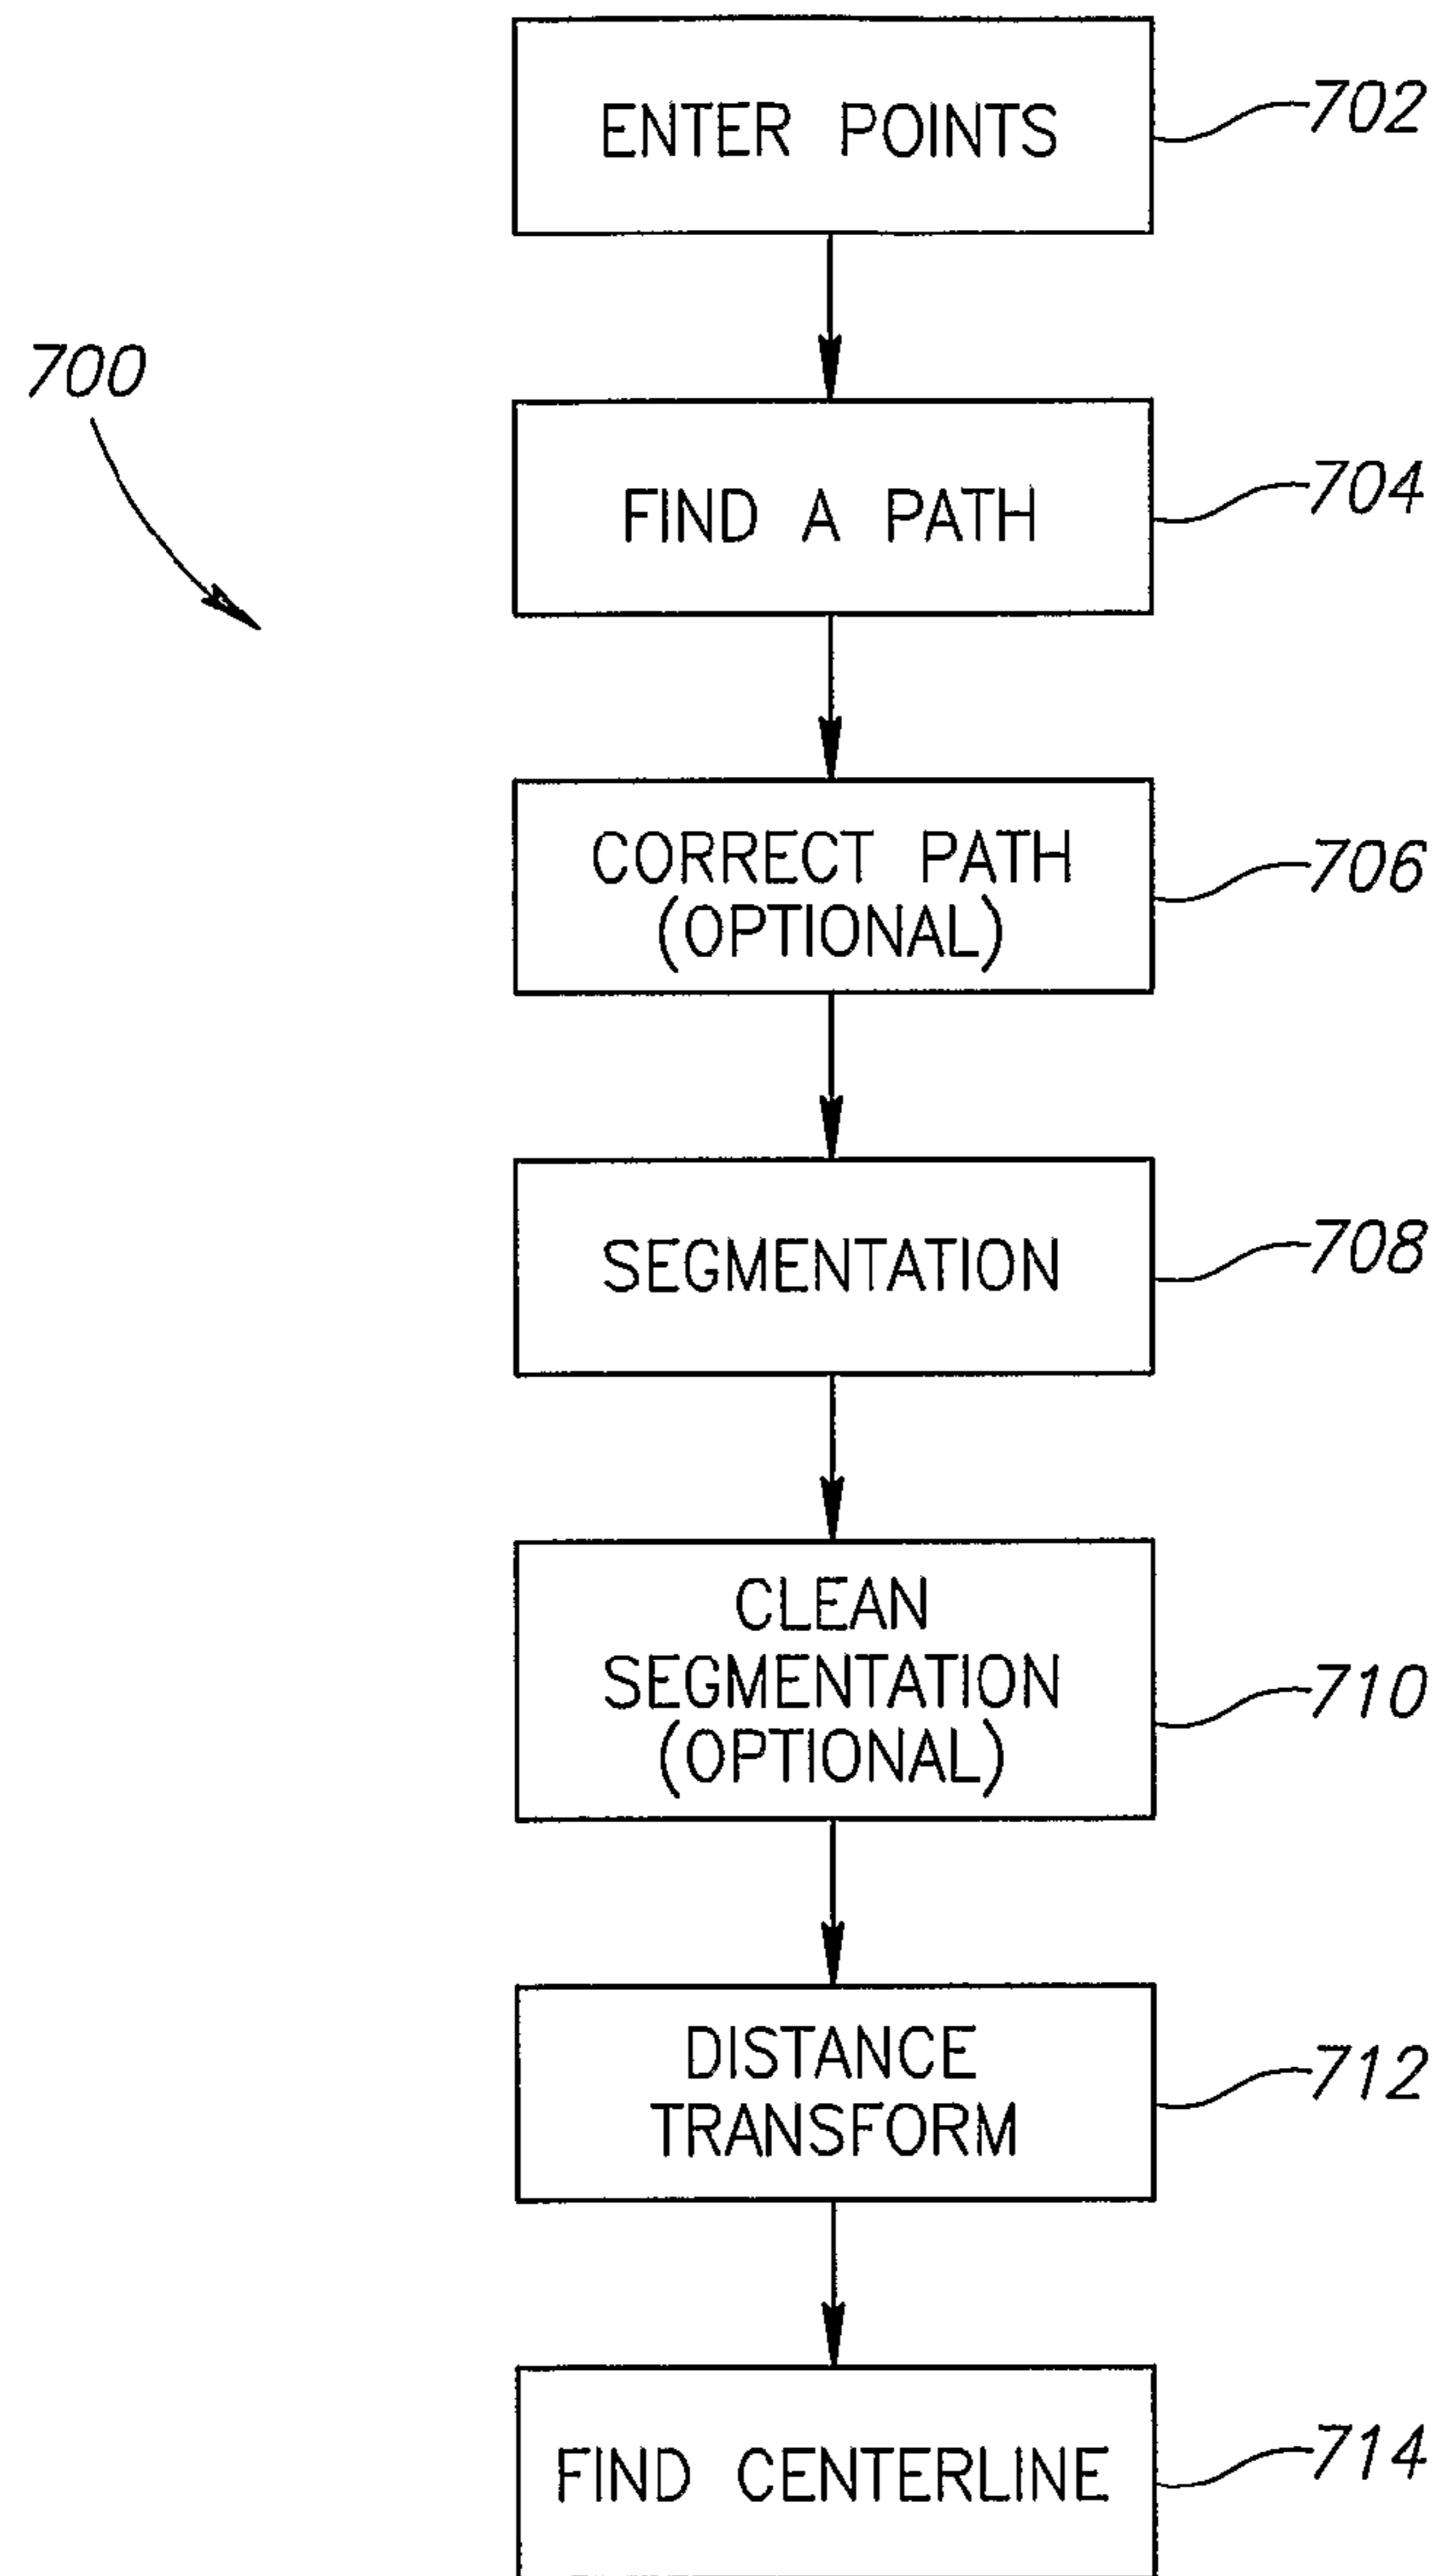 ENTER POINTS
702
700
FIND A PATH
704
CORRECT PATH
(OPTIONAL)
706
SEGMENTATION
708
CLEAN
SEGMENTATION
(OPTIONAL)
710
DISTANCE
TRANSFORM
712
FIND CENTERLINE
714